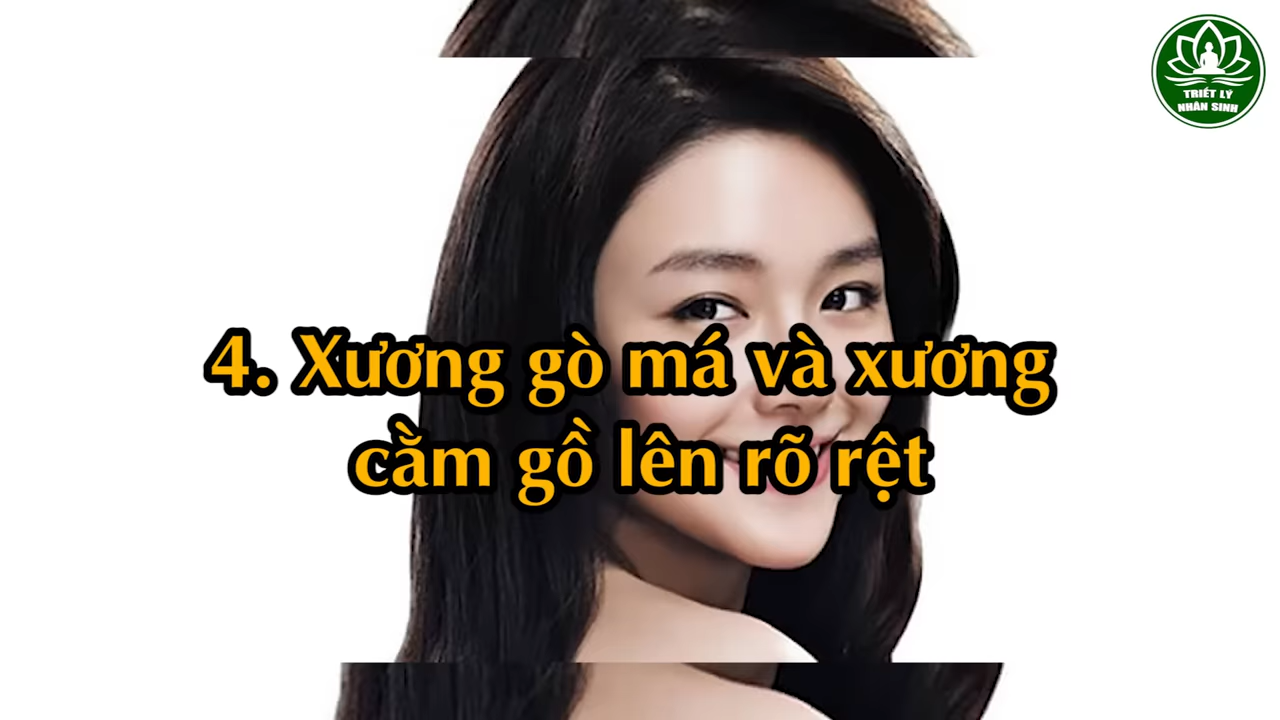 TRIẾT LÝ
NHÂN SINH
4. Xương gò má và xương
cằm gồ lên rõ rệt